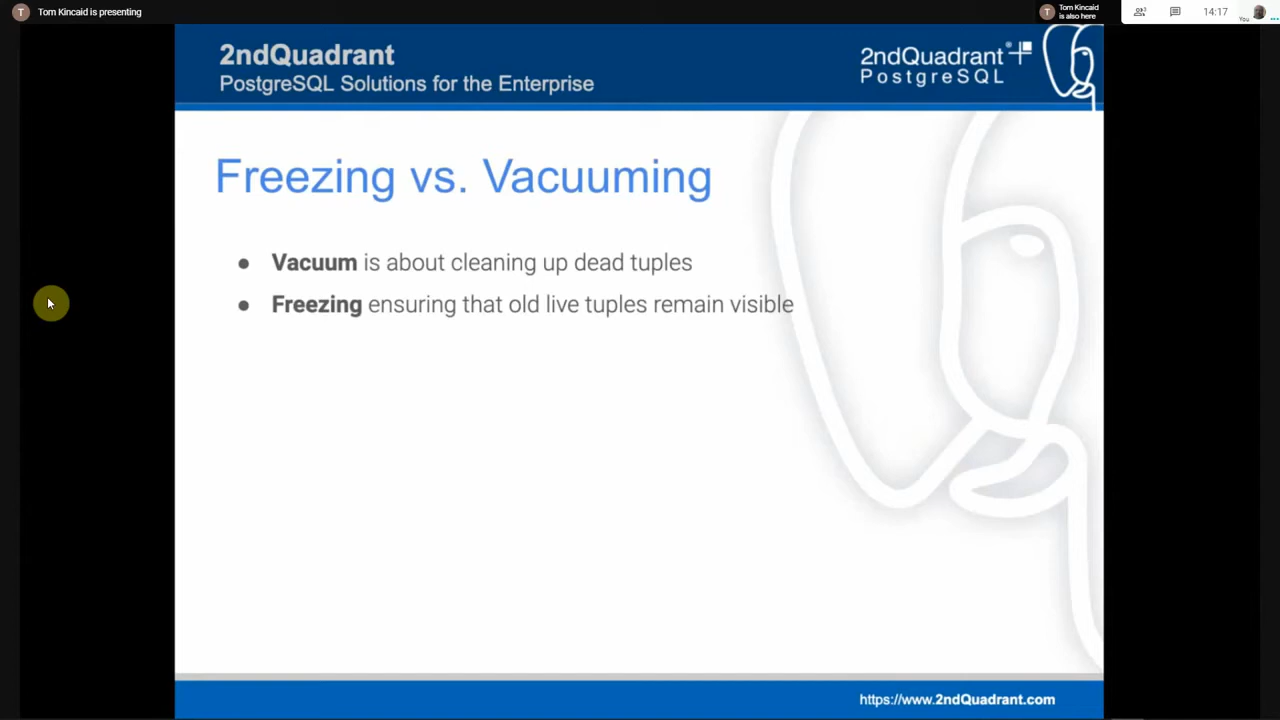 T Tom Kincaid is presenting
T Tom Kincaid
is also here
3
14:17
You
2ndQuadrant
PostgreSQL Solutions for the Enterprise
2ndQuadrant®
PostgreSQL
Freezing vs. Vacuuming
● Vacuum is about cleaning up dead tuples
● Freezing ensuring that old live tuples remain visible
https://www.2ndQuadrant.com